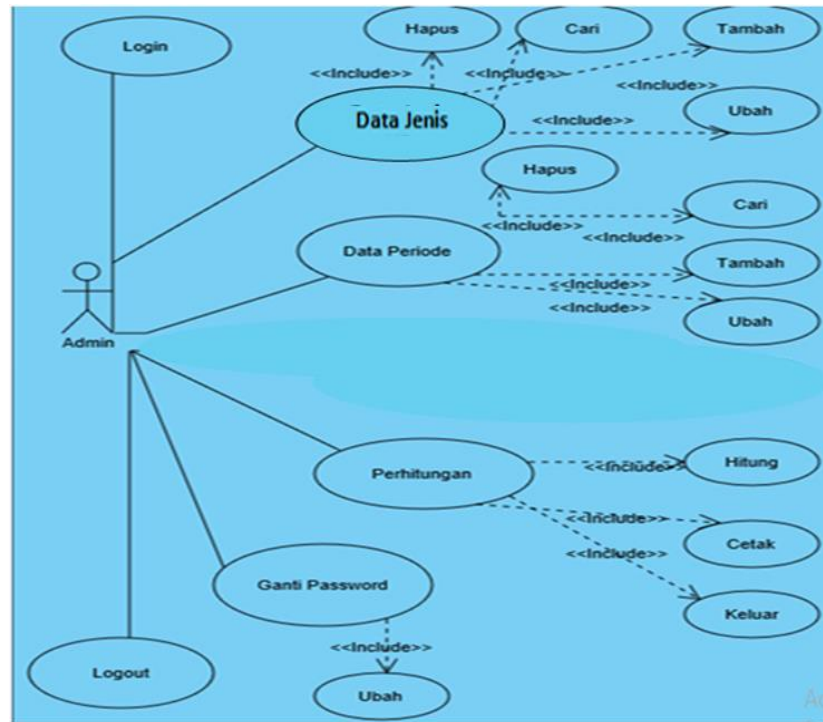 Login
Hapus
Cari
Tambah
<<Include>>
<<Include>>
<<Include>>
Data Jenis
<<Include>>
Ubah
Hapus
Cari
<<Include>>
<<Include>>
Data Periode
Tambah
<<Include>>
<<Include>>
Ubah
Admin
Perhitungan
<<Include>>
Hitung
<<Include>>
Cetak
<<Include>>
Keluar
Ganti Password
<<Include>>
Logout
Ubah